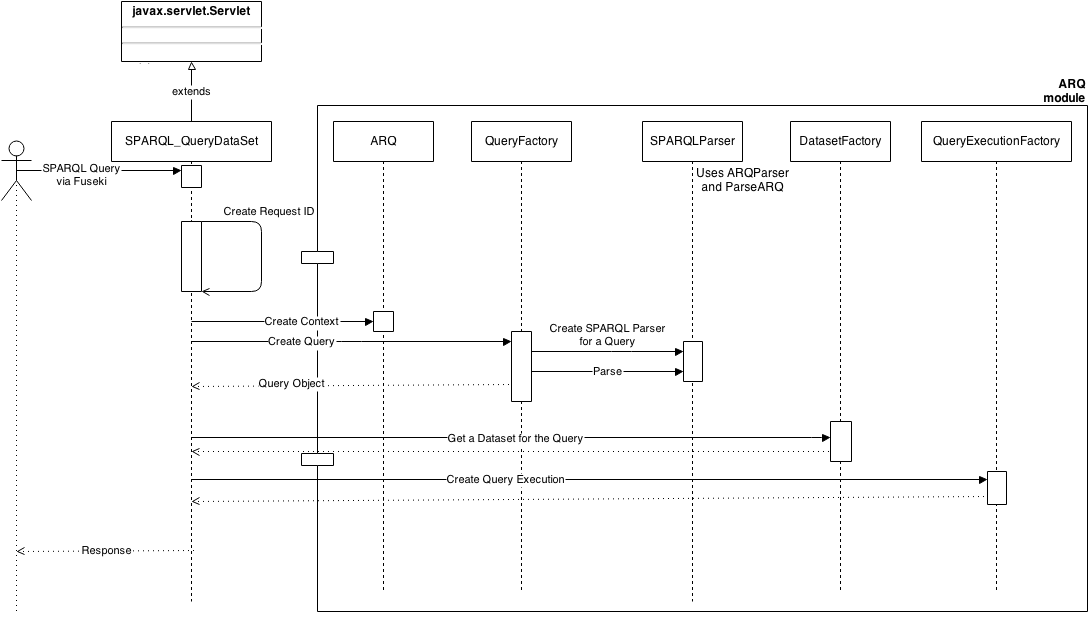 javax.servlet.Servlet
extends
ARQ
module
SPARQL_QueryDataSet
ARQ
QueryFactory
SPARQLParser
DatasetFactory
QueryExecutionFactory
SPARQL Query
via Fuseki
Uses ARQParser
and ParseARQ
Create Request ID
Create Context
Create Query
Create SPARQL Parser
for a Query
Parse
Query Object
Get a Dataset for the Query
Create Query Execution
Response